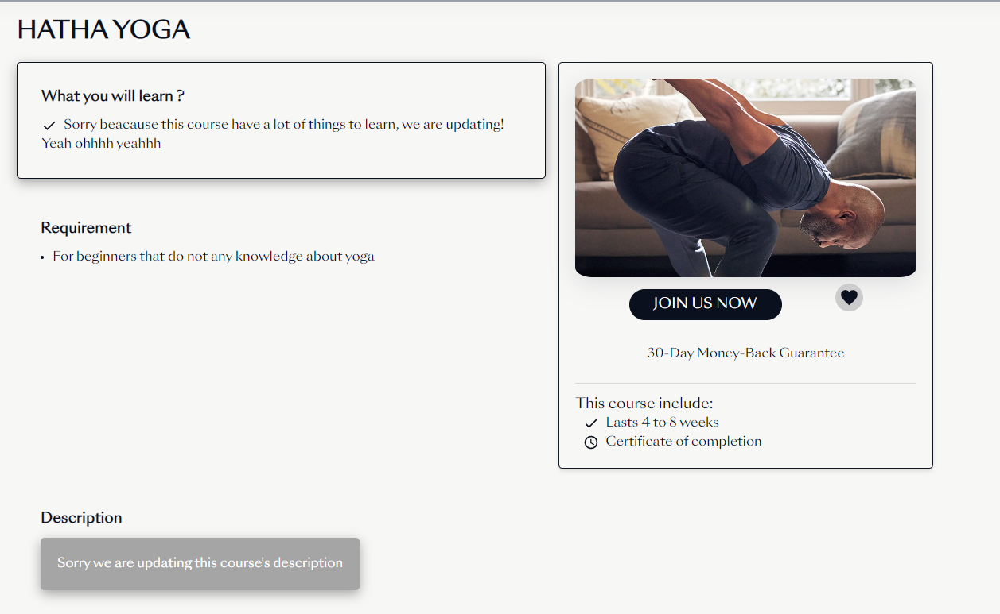 HATHA YOGA
What you will learn ?
Sorry beacause this course have a lot of things to learn, we are updating!
Yeah ohhhh yeahhh
Requirement
• For beginners that do not any knowledge about yoga
JOIN US NOW
30-Day Money-Back Guarantee
This course include:
Lasts 4 to 8 weeks
Certificate of completion
Description
Sorry we are updating this course's description